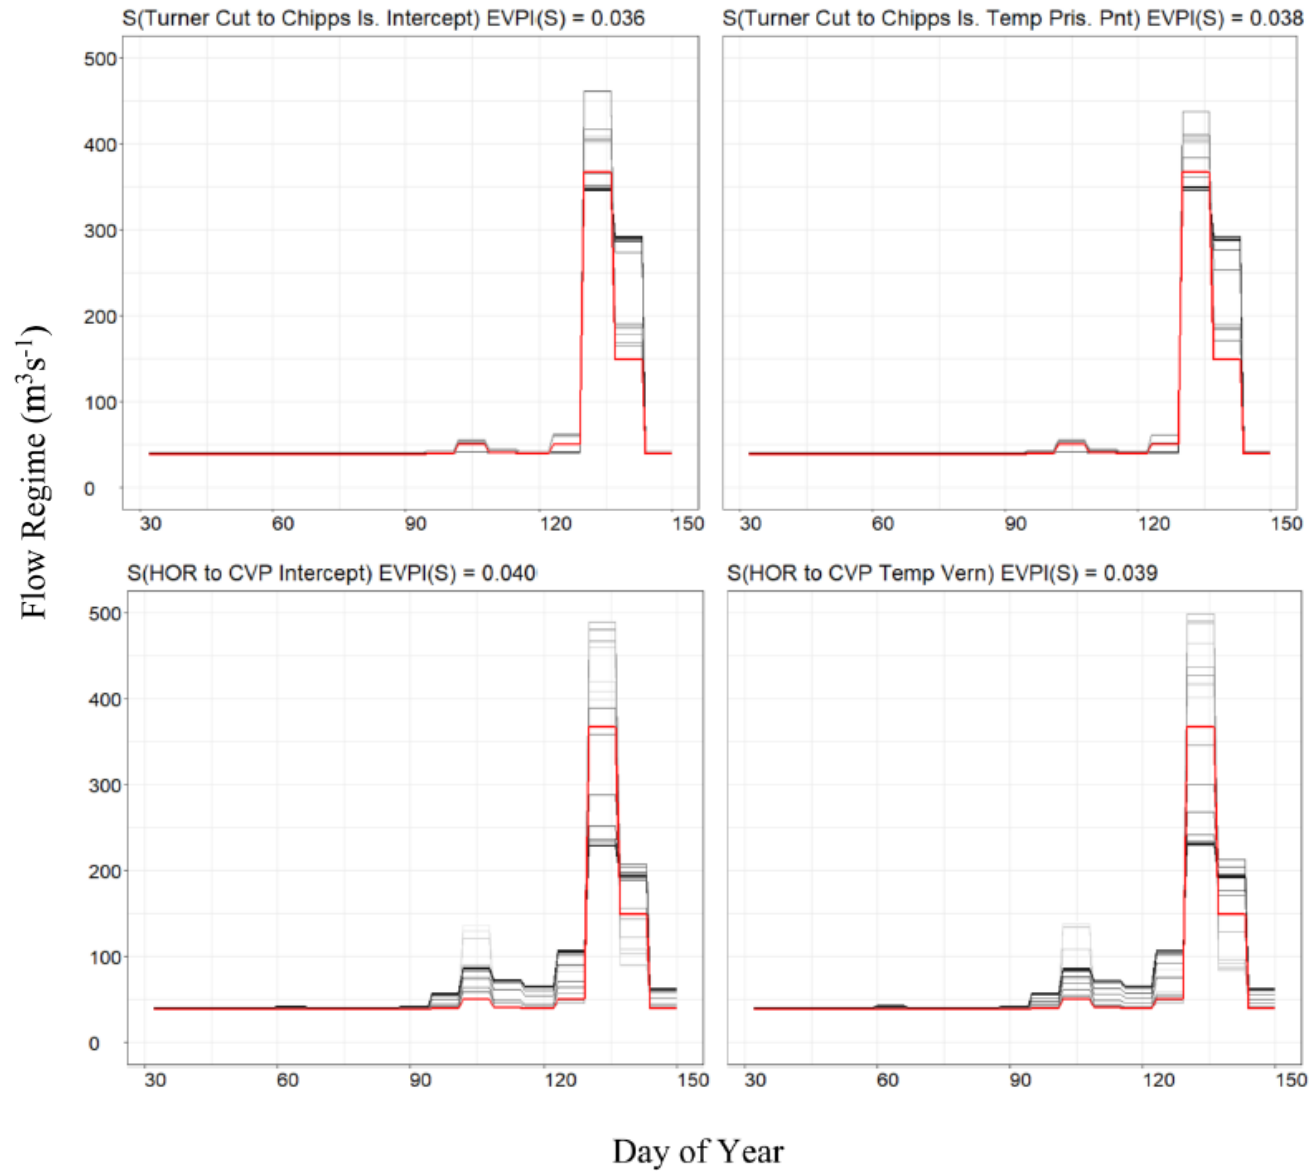 S(Turner Cut to Chipps Is. Intercept) EVPI(S) = 0.036
S(Turner Cut to Chipps Is. Temp Pris. Pnt) EVPI(S) = 0.038
500
400
300
200
100
0
30 60 90 120 150
30 60 90 120 150
S(HOR to CVP Intercept) EVPI(S) = 0.040
S(HOR to CVP Temp Vern) EVPI(S) = 0.039
500
400
300
200
100
0
30 60 90 120 150
30 60 90 120 150
Flow Regime (m³s⁻¹)
Day of Year